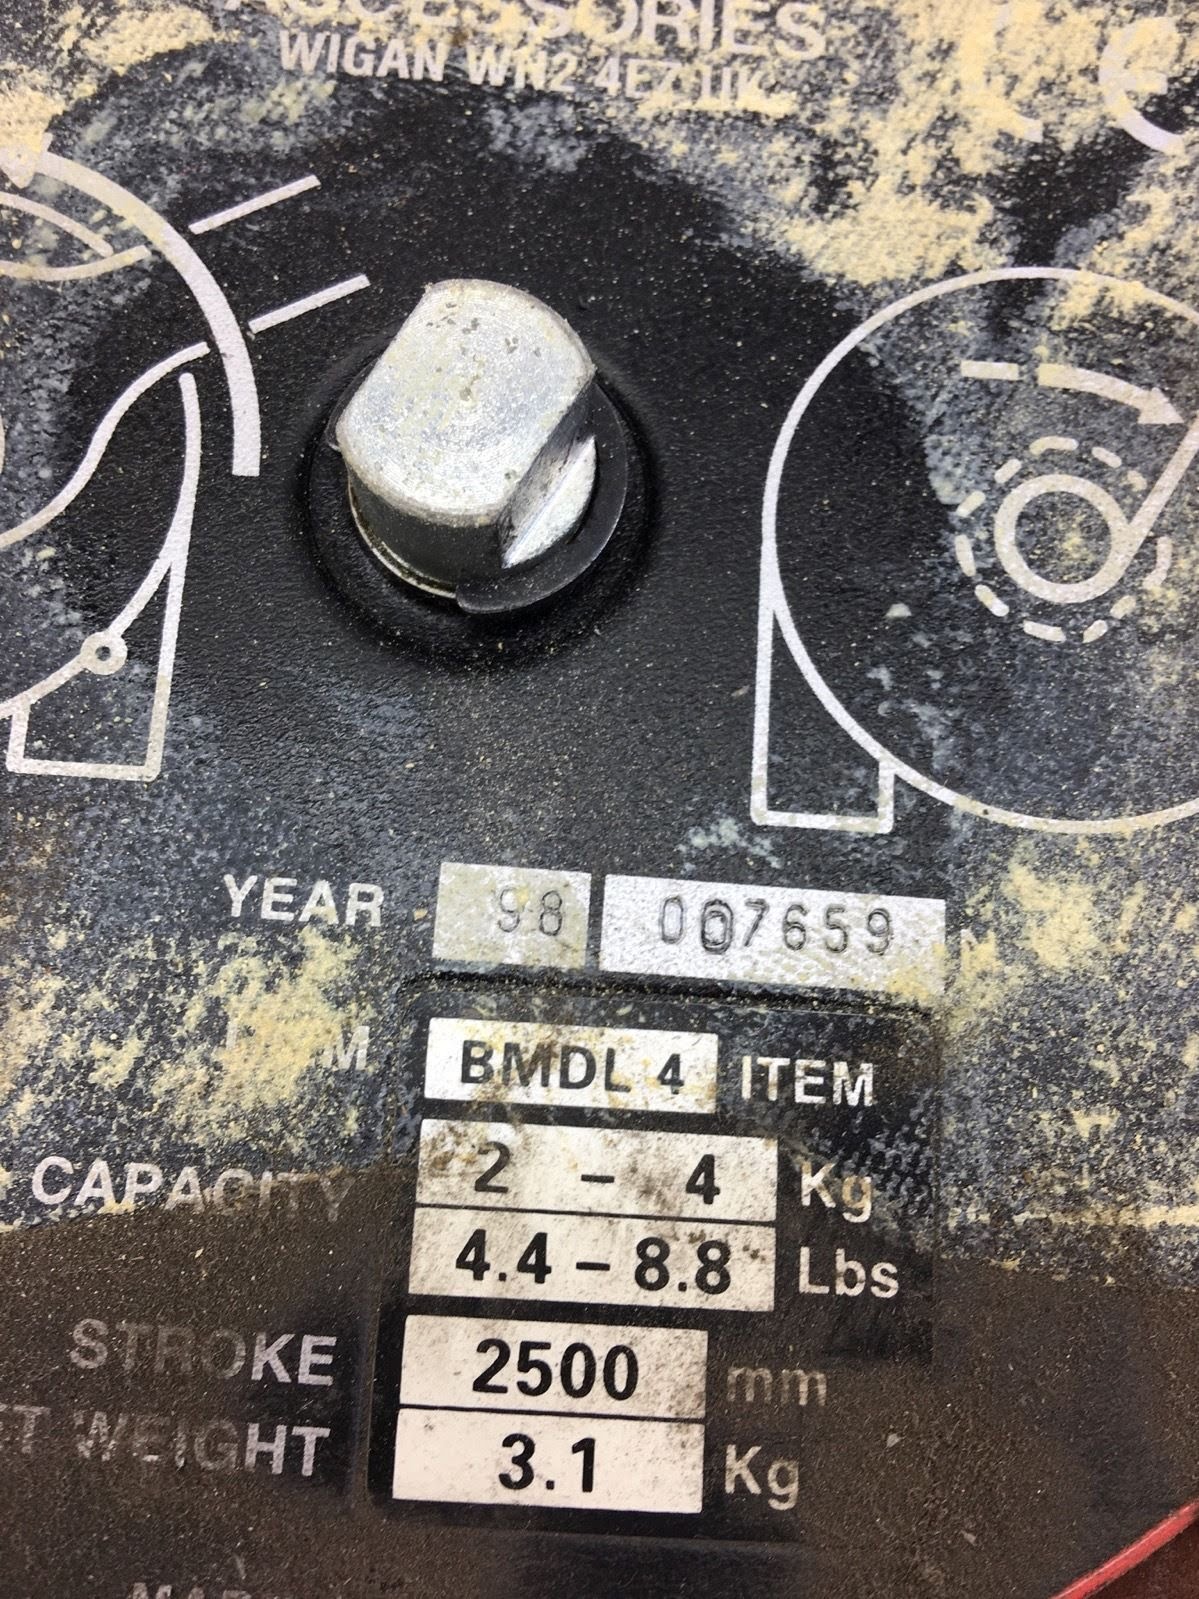 ACCESSORIES
WIGAN WN2 4EZ UK
YEAR 98 007659
BMDL 4 ITEM
CAPACITY 2 - 4 Kg
4.4 - 8.8 Lbs
STROKE 2500 mm
WEIGHT 3.1 Kg